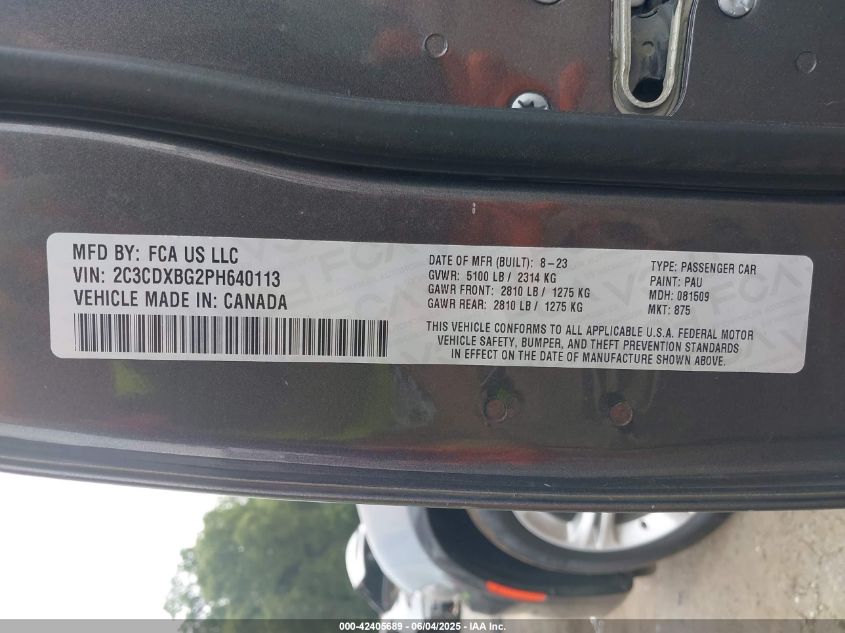 MFD BY: FCA US LLC
VIN: 2C3CDXBG2PH640113
VEHICLE MADE IN: CANADA
DATE OF MFR (BUILT): 8-23
GVWR: 5100 LB / 2314 KG
GAWR FRONT: 2810 LB / 1275 KG
GAWR REAR: 2810 LB / 1275 KG
TYPE: PASSENGER CAR
PAINT: PAU
MDH: 081509
MKT: 875
THIS VEHICLE CONFORMS TO ALL APPLICABLE U.S.A. FEDERAL MOTOR
VEHICLE SAFETY, BUMPER, AND THEFT PREVENTION STANDARDS
IN EFFECT ON THE DATE OF MANUFACTURE SHOWN ABOVE.
000-42405689 - 06/04/2025 - IAA, Inc.